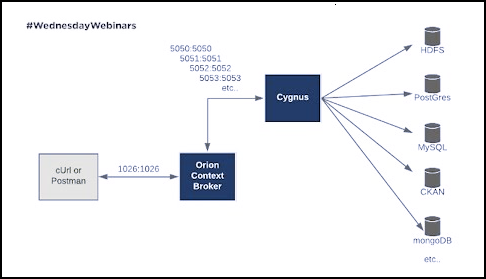 #WednesdayWebinars
5050:5050
5051:5051
5052:5052
5053:5053
etc..
HDFS
PostGres
Cygnus
MySQL
cUrl or
Postman
1026:1026
Orion
Context
Broker
CKAN
mongoDB
etc..